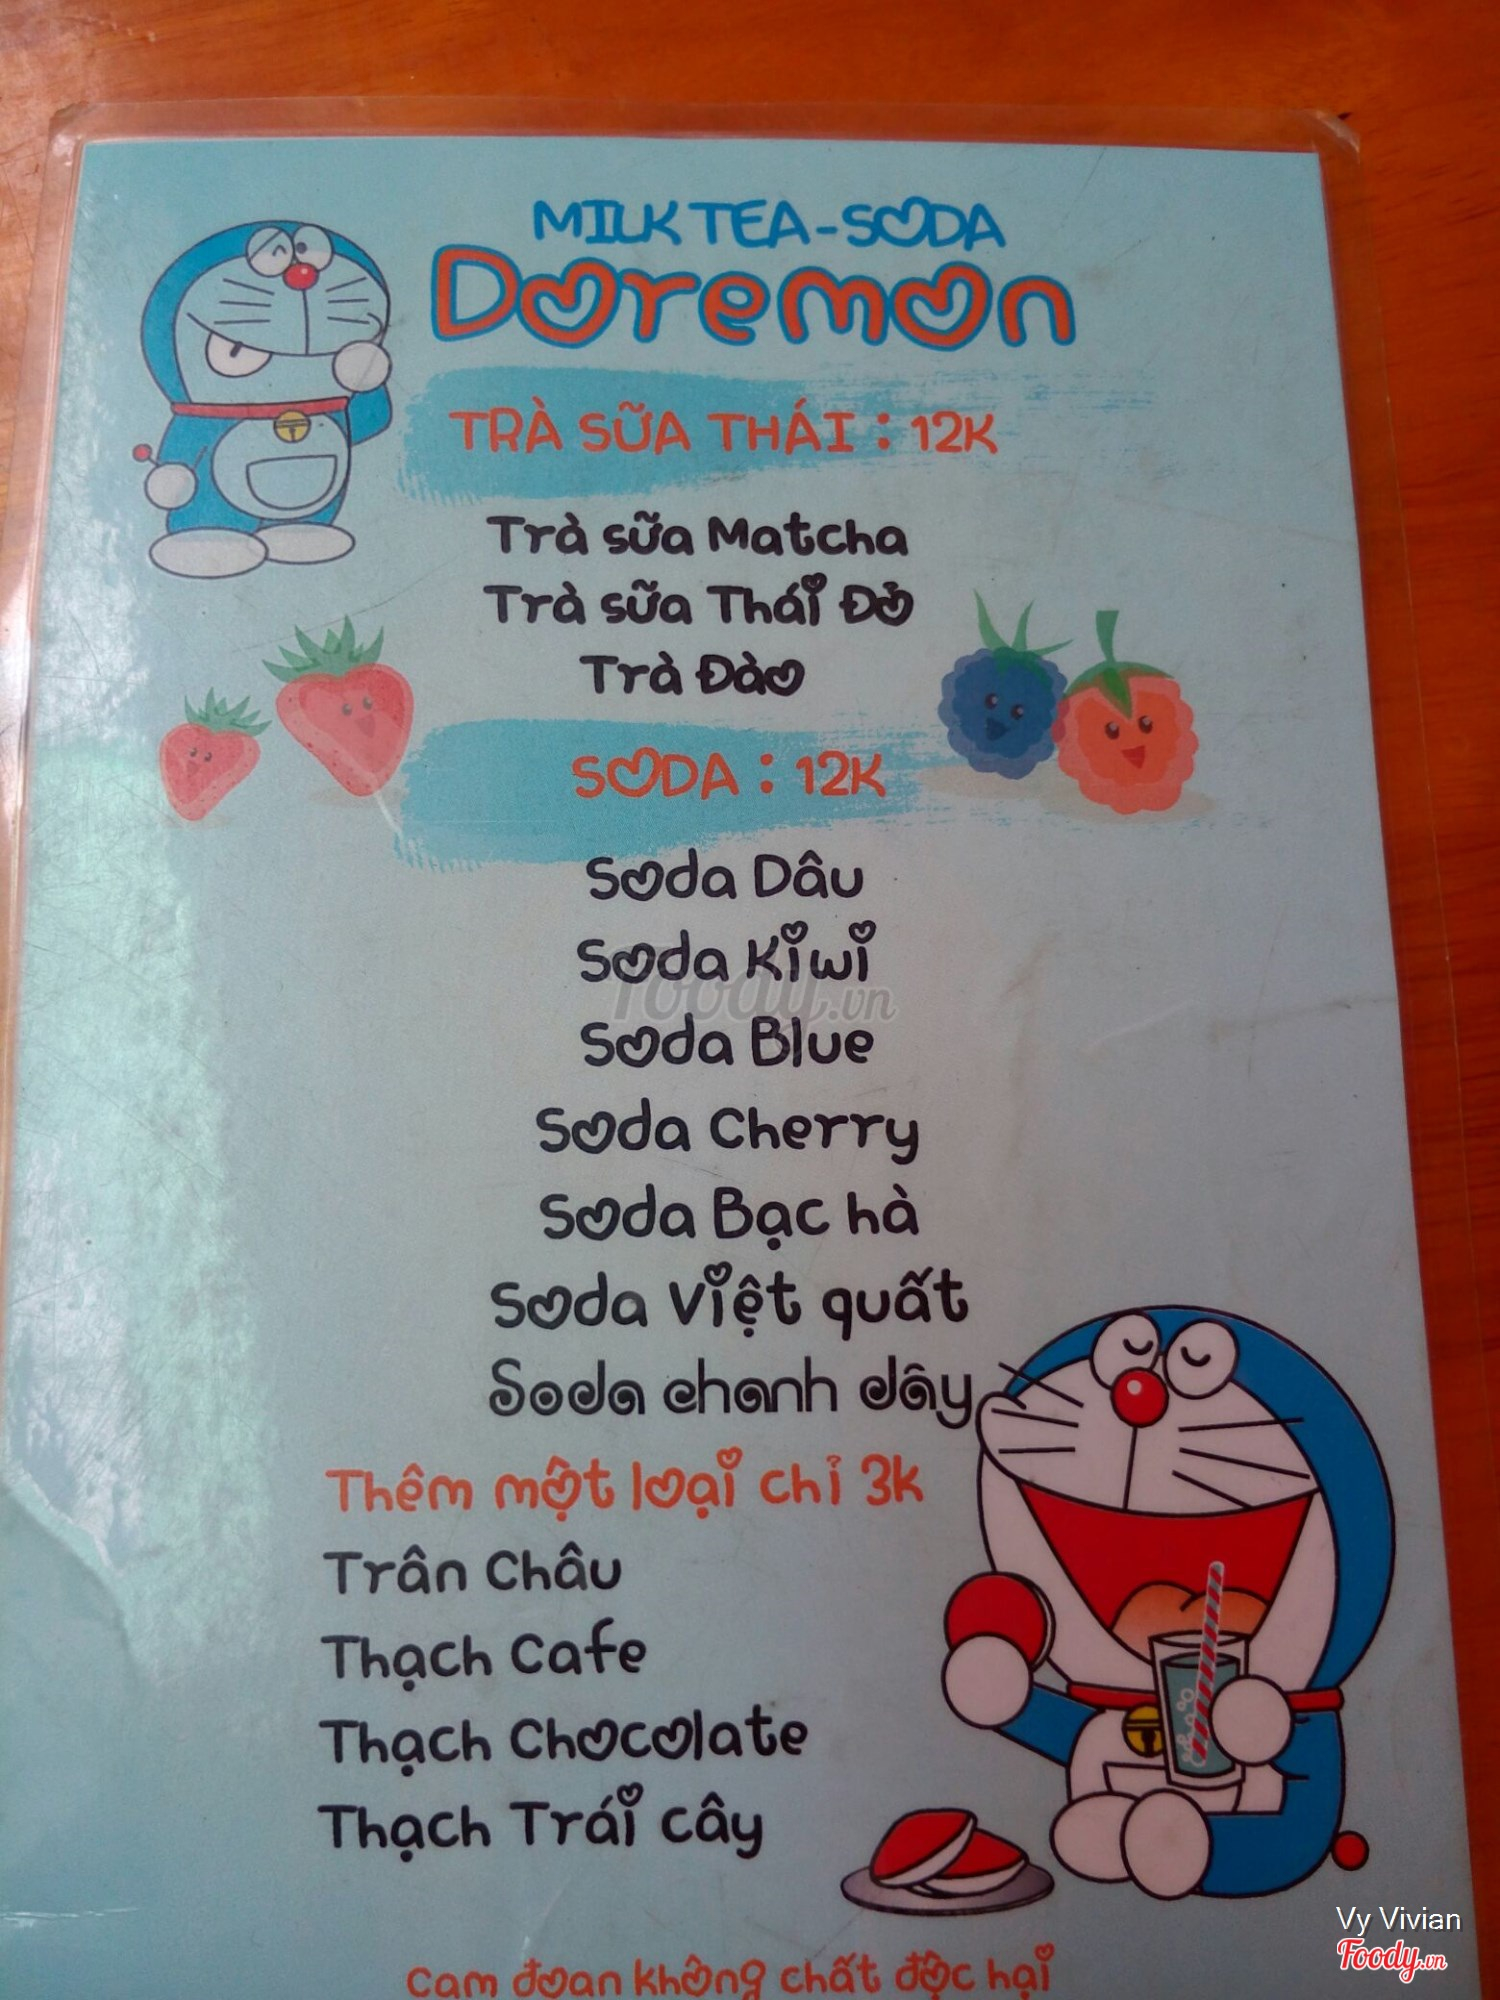 MILK TEA-SODA
Doremon
TRÀ SỮA THÁI : 12K
Trà sữa Matcha
Trà sữa Thái Đỏ
Trà Đào
SODA : 12K
Soda Dâu
Soda Kiwi
Foody.vn
Soda Blue
Soda Cherry
Soda Bạc hà
Soda Việt quất
Soda chanh dây
Thêm một loại chỉ 3k
Trân Châu
Thạch Cafe
Thạch Chocolate
Thạch Trái cây
Cam đoan không chất độc hại
Vy Vivian
Foody.vn